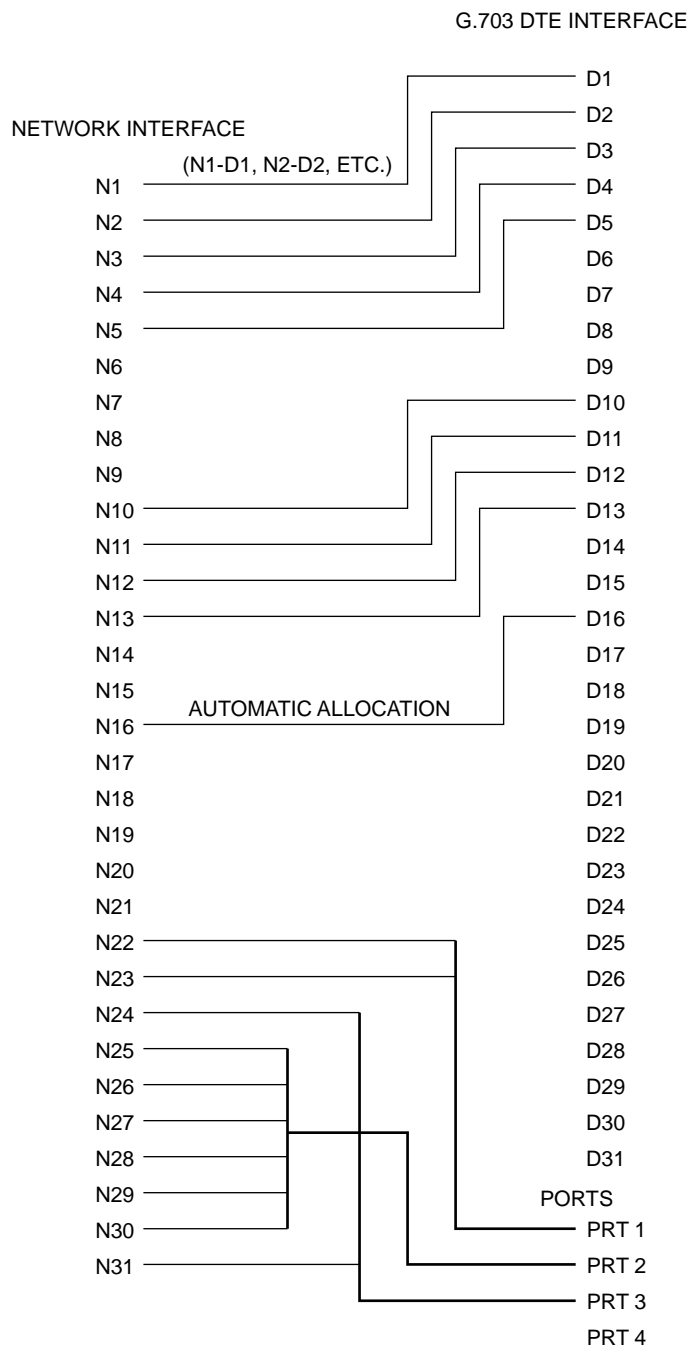 G.703 DTE INTERFACE
NETWORK INTERFACE
(N1-D1, N2-D2, ETC.)
N1
N2
N3
N4
N5
N6
N7
N8
N9
N10
N11
N12
N13
N14
N15
AUTOMATIC ALLOCATION
N16
N17
N18
N19
N20
N21
N22
N23
N24
N25
N26
N27
N28
N29
N30
N31
D1
D2
D3
D4
D5
D6
D7
D8
D9
D10
D11
D12
D13
D14
D15
D16
D17
D18
D19
D20
D21
D22
D23
D24
D25
D26
D27
D28
D29
D30
D31
PORTS
PRT 1
PRT 2
PRT 3
PRT 4